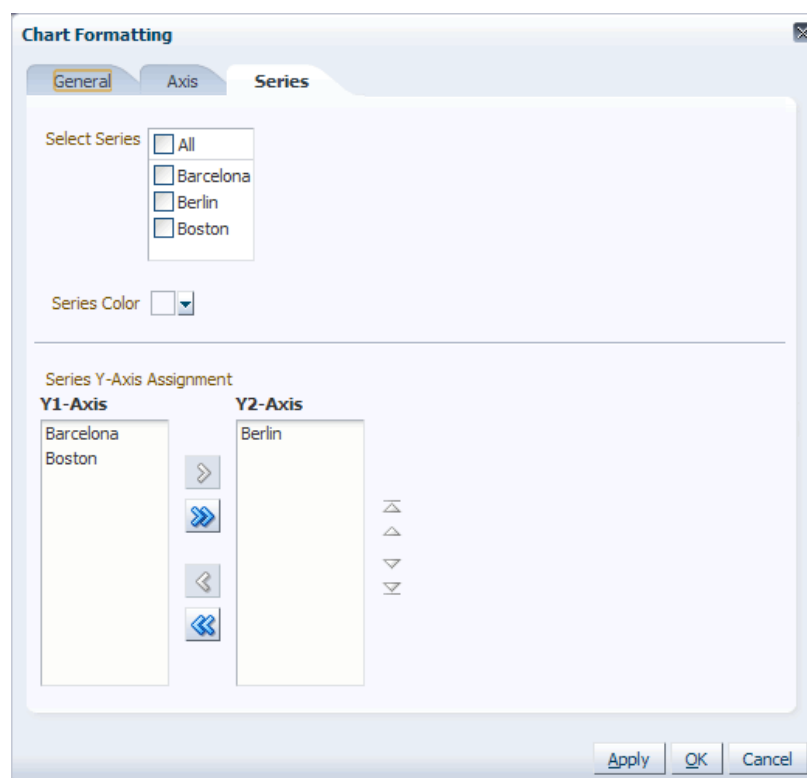 Chart Formatting
General Axis Series
Select Series
All
Barcelona
Berlin
Boston
Series Color
Series Y-Axis Assignment
Y1-Axis Y2-Axis
Barcelona Berlin
Boston
Apply OK Cancel